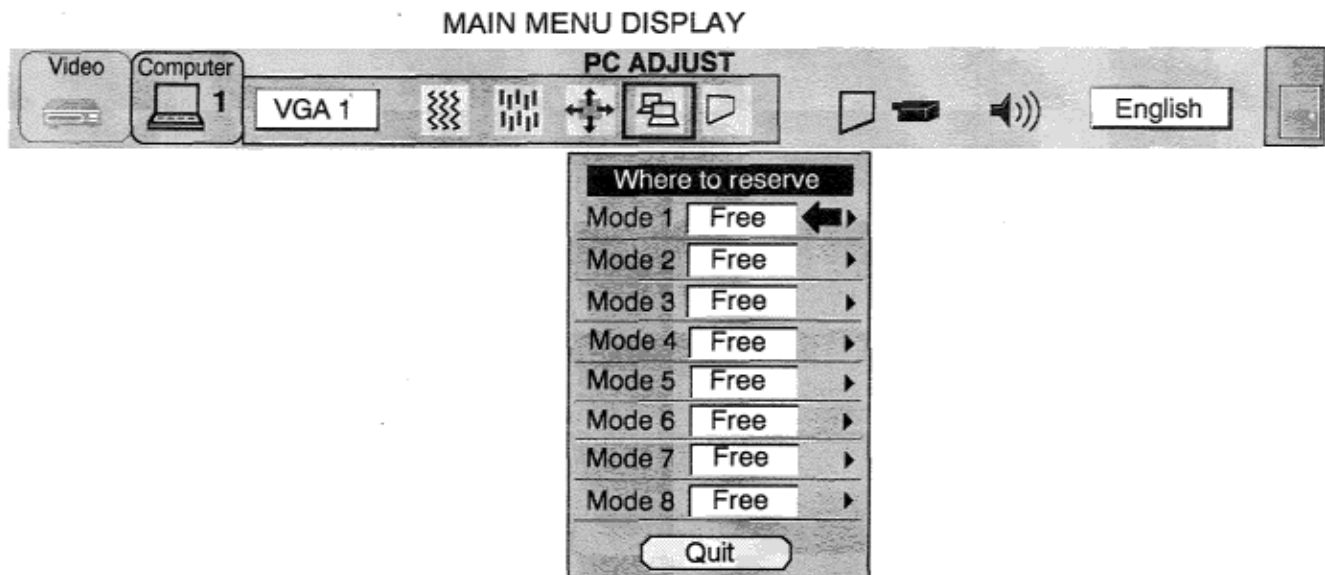 MAIN MENU DISPLAY
Video Computer PC ADJUST
1 VGA 1 English
Where to reserve
Mode 1 Free
Mode 2 Free
Mode 3 Free
Mode 4 Free
Mode 5 Free
Mode 6 Free
Mode 7 Free
Mode 8 Free
Quit